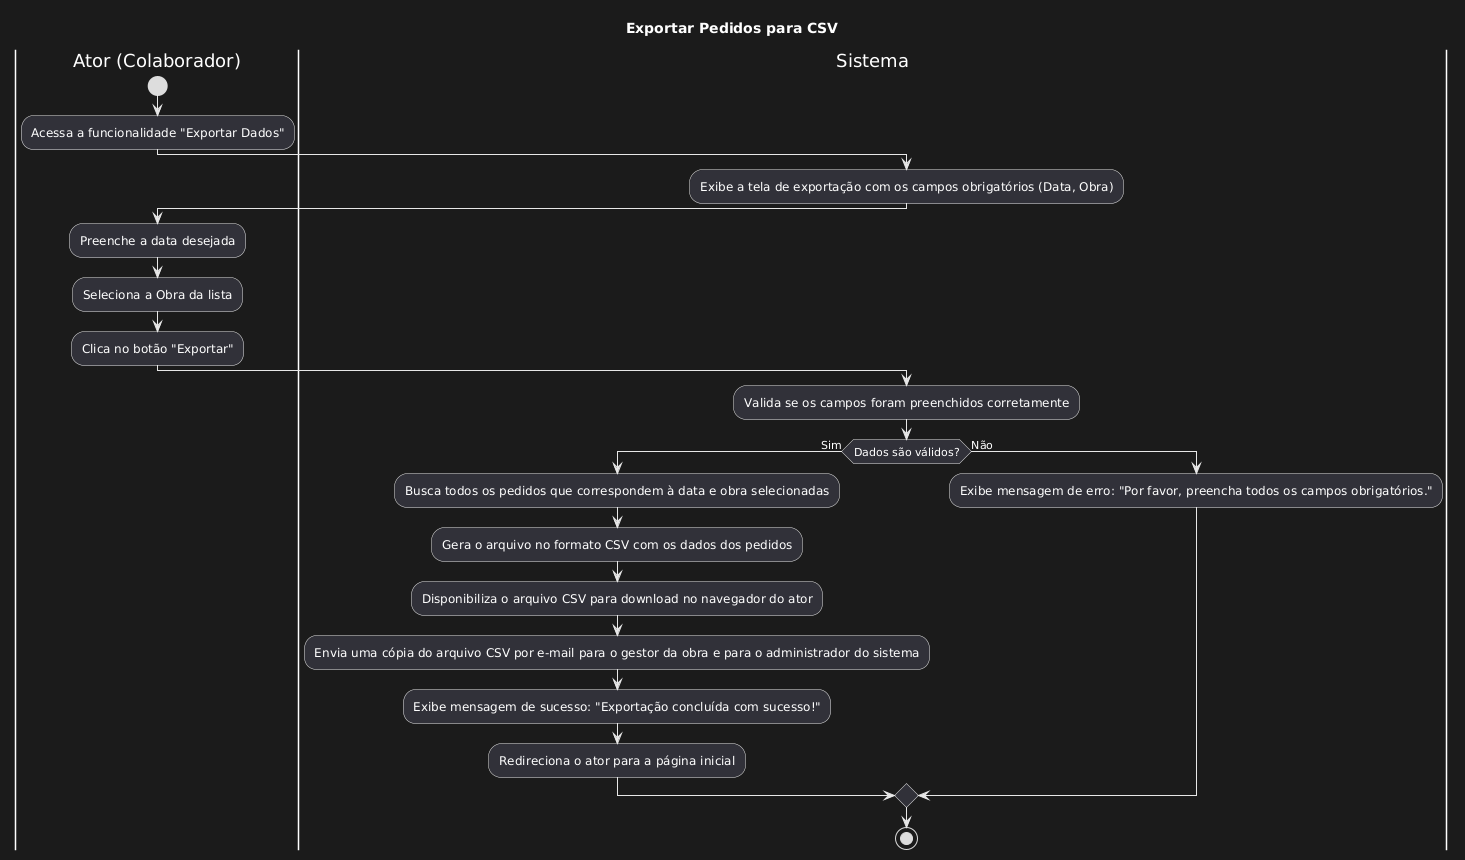 Exportar Pedidos para CSV
Ator (Colaborador)
Sistema
Acessa a funcionalidade "Exportar Dados"
Exibe a tela de exportação com os campos obrigatórios (Data, Obra)
Preenche a data desejada
Seleciona a Obra da lista
Clica no botão "Exportar"
Valida se os campos foram preenchidos corretamente
Sim
Dados são válidos?
Não
Busca todos os pedidos que correspondem à data e obra selecionadas
Exibe mensagem de erro: "Por favor, preencha todos os campos obrigatórios."
Gera o arquivo no formato CSV com os dados dos pedidos
Disponibiliza o arquivo CSV para download no navegador do ator
Envia uma cópia do arquivo CSV por e-mail para o gestor da obra e para o administrador do sistema
Exibe mensagem de sucesso: "Exportação concluída com sucesso!"
Redireciona o ator para a página inicial